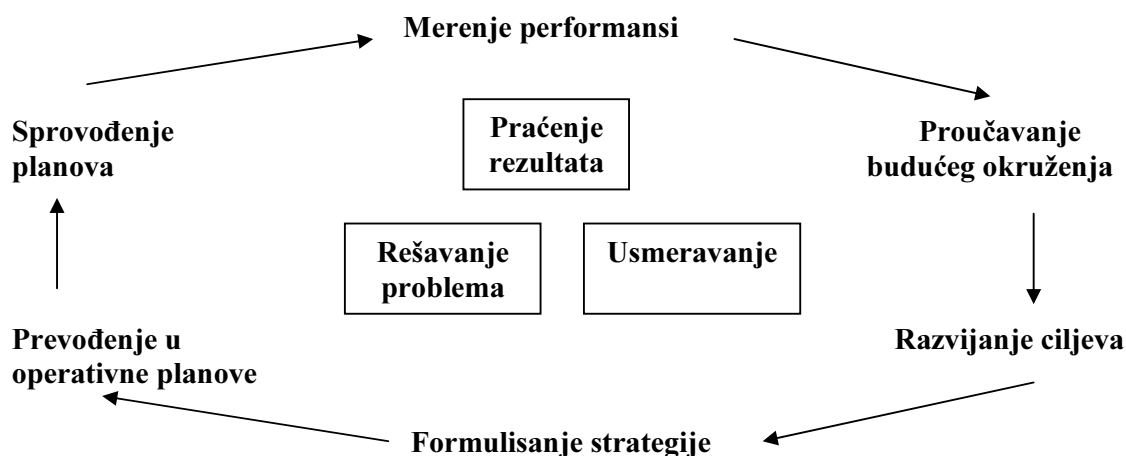 Merenje performansi
Sprovođenje
planova
Praćenje
rezultata
Proučavanje
budućeg okruženja
Rešavanje
problema
Usmeravanje
Prevođenje u
operativne planove
Razvijanje ciljeva
Formulisanje strategije